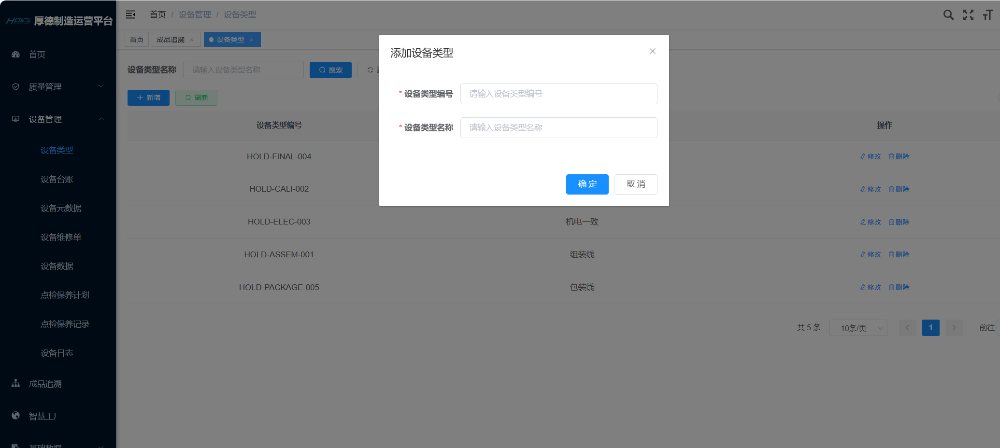 HOLD 厚德制造运营平台
首页 / 设备管理 / 设备类型
首页
成品追溯 ×
设备类型 ×
首页
质量管理
设备管理
设备类型
设备台账
设备元数据
设备维修单
设备数据
点检保养计划
点检保养记录
设备日志
成品追溯
智慧工厂
基础数据
设备类型名称 请输入设备类型名称 搜索
新增 刷新
设备类型编号 操作
HOLD-FINAL-004 修改 删除
HOLD-CALI-002 修改 删除
HOLD-ELEC-003 机电一致 修改 删除
HOLD-ASSEM-001 组装线 修改 删除
HOLD-PACKAGE-005 包装线 修改 删除
共 5 条 10条/页 1 前往
添加设备类型
* 设备类型编号 请输入设备类型编号
* 设备类型名称 请输入设备类型名称
确 定 取 消